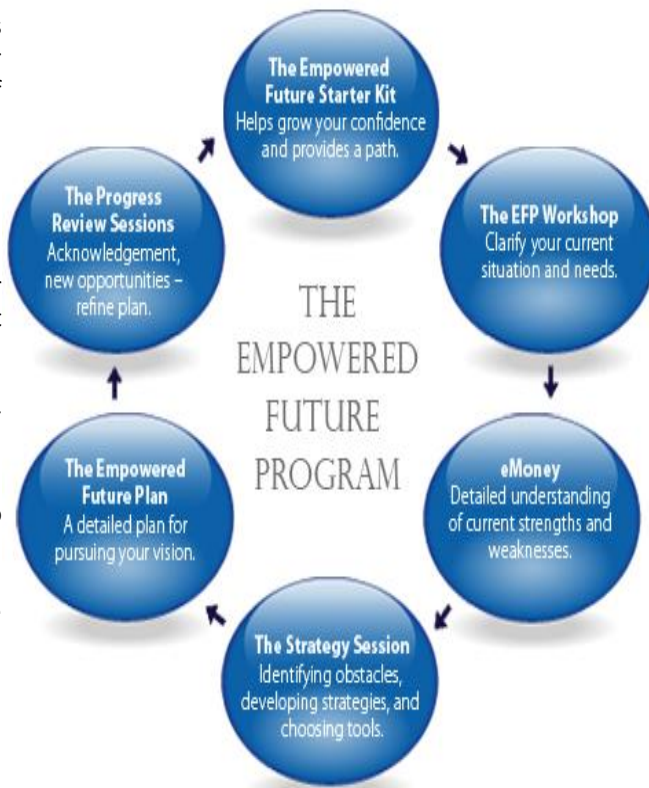 The Empowered
Future Starter Kit
Helps grow your confidence
and provides a path.
The EFP Workshop
Clarify your current
situation and needs.
eMoney
Detailed understanding
of current strengths and
weaknesses.
The Strategy Session
Identifying obstacles,
developing strategies, and
choosing tools.
The Empowered
Future Plan
A detailed plan for
pursuing your vision.
The Progress
Review Sessions
Acknowledgement,
new opportunities –
refine plan.
THE
EMPOWERED
FUTURE
PROGRAM